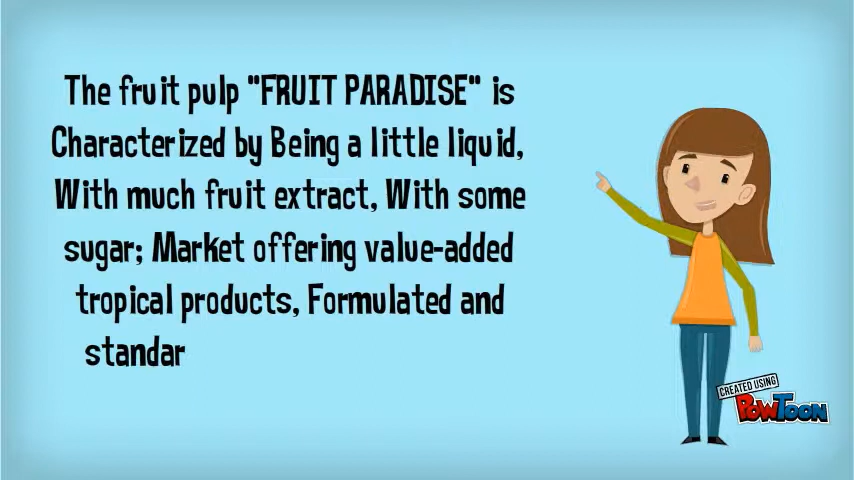 The fruit pulp "FRUIT PARADISE" is
Characterized by Being a little liquid,
With much fruit extract, With some
sugar; Market offering value-added
tropical products, Formulated and
standar
CREATED USING
POWTOON